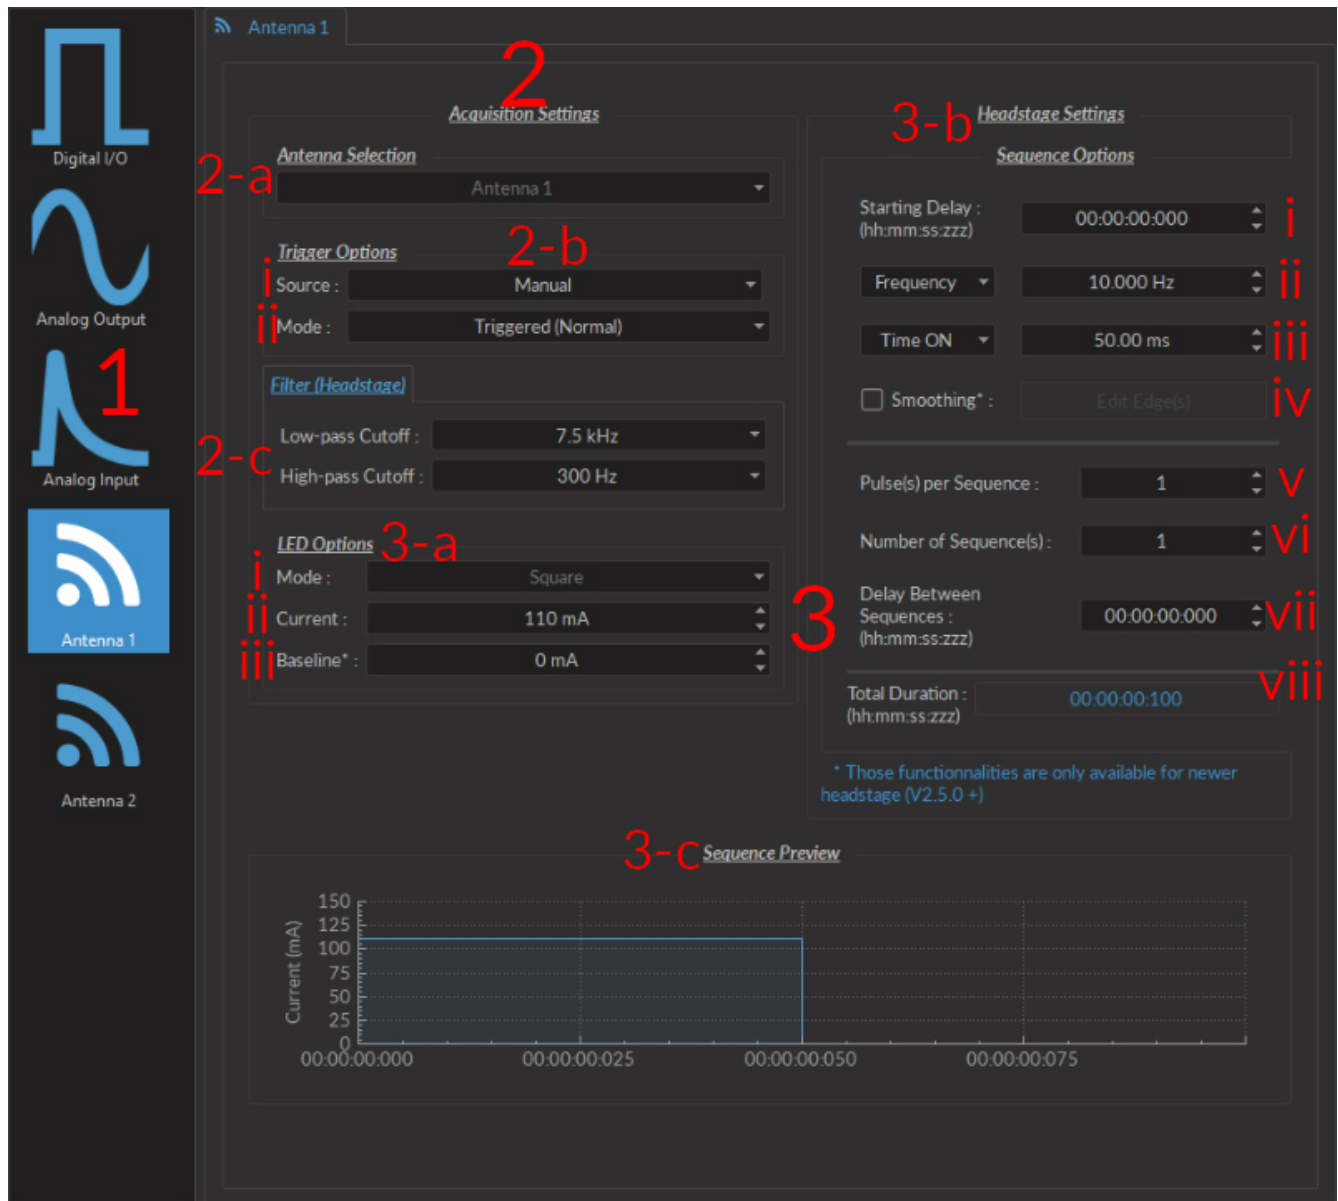 Antenna 1
2
Digital I/O
Analog Output
1
Analog Input
Antenna 1
Antenna 2
Acquisition Settings
2-a
Antenna Selection
Antenna 1
2-b
Trigger Options
i Source : Manual
ii Mode : Triggered (Normal)
Filter (Headstage)
2-c
Low-pass Cutoff : 7.5 kHz
High-pass Cutoff : 300 Hz
LED Options 3-a
i Mode : Square
ii Current : 110 mA
iii Baseline* : 0 mA
3
3-b Headstage Settings
Sequence Options
Starting Delay :
(hh:mm:ss:zzz) 00:00:00:000 i
Frequency 10.000 Hz ii
Time ON 50.00 ms iii
Smoothing* : Edit Edge(s) iv
Pulse(s) per Sequence : 1 v
Number of Sequence(s) : 1 vi
Delay Between
Sequences : 00:00:00:000 vii
(hh:mm:ss:zzz)
viii
Total Duration : 00:00:00:100
(hh:mm:ss:zzz)
* Those functionnalities are only available for newer
headstage (V2.5.0 +)
3-c Sequence Preview
Current (mA)
150
125
100
75
50
25
0
00:00:00:000 00:00:00:025 00:00:00:050 00:00:00:075